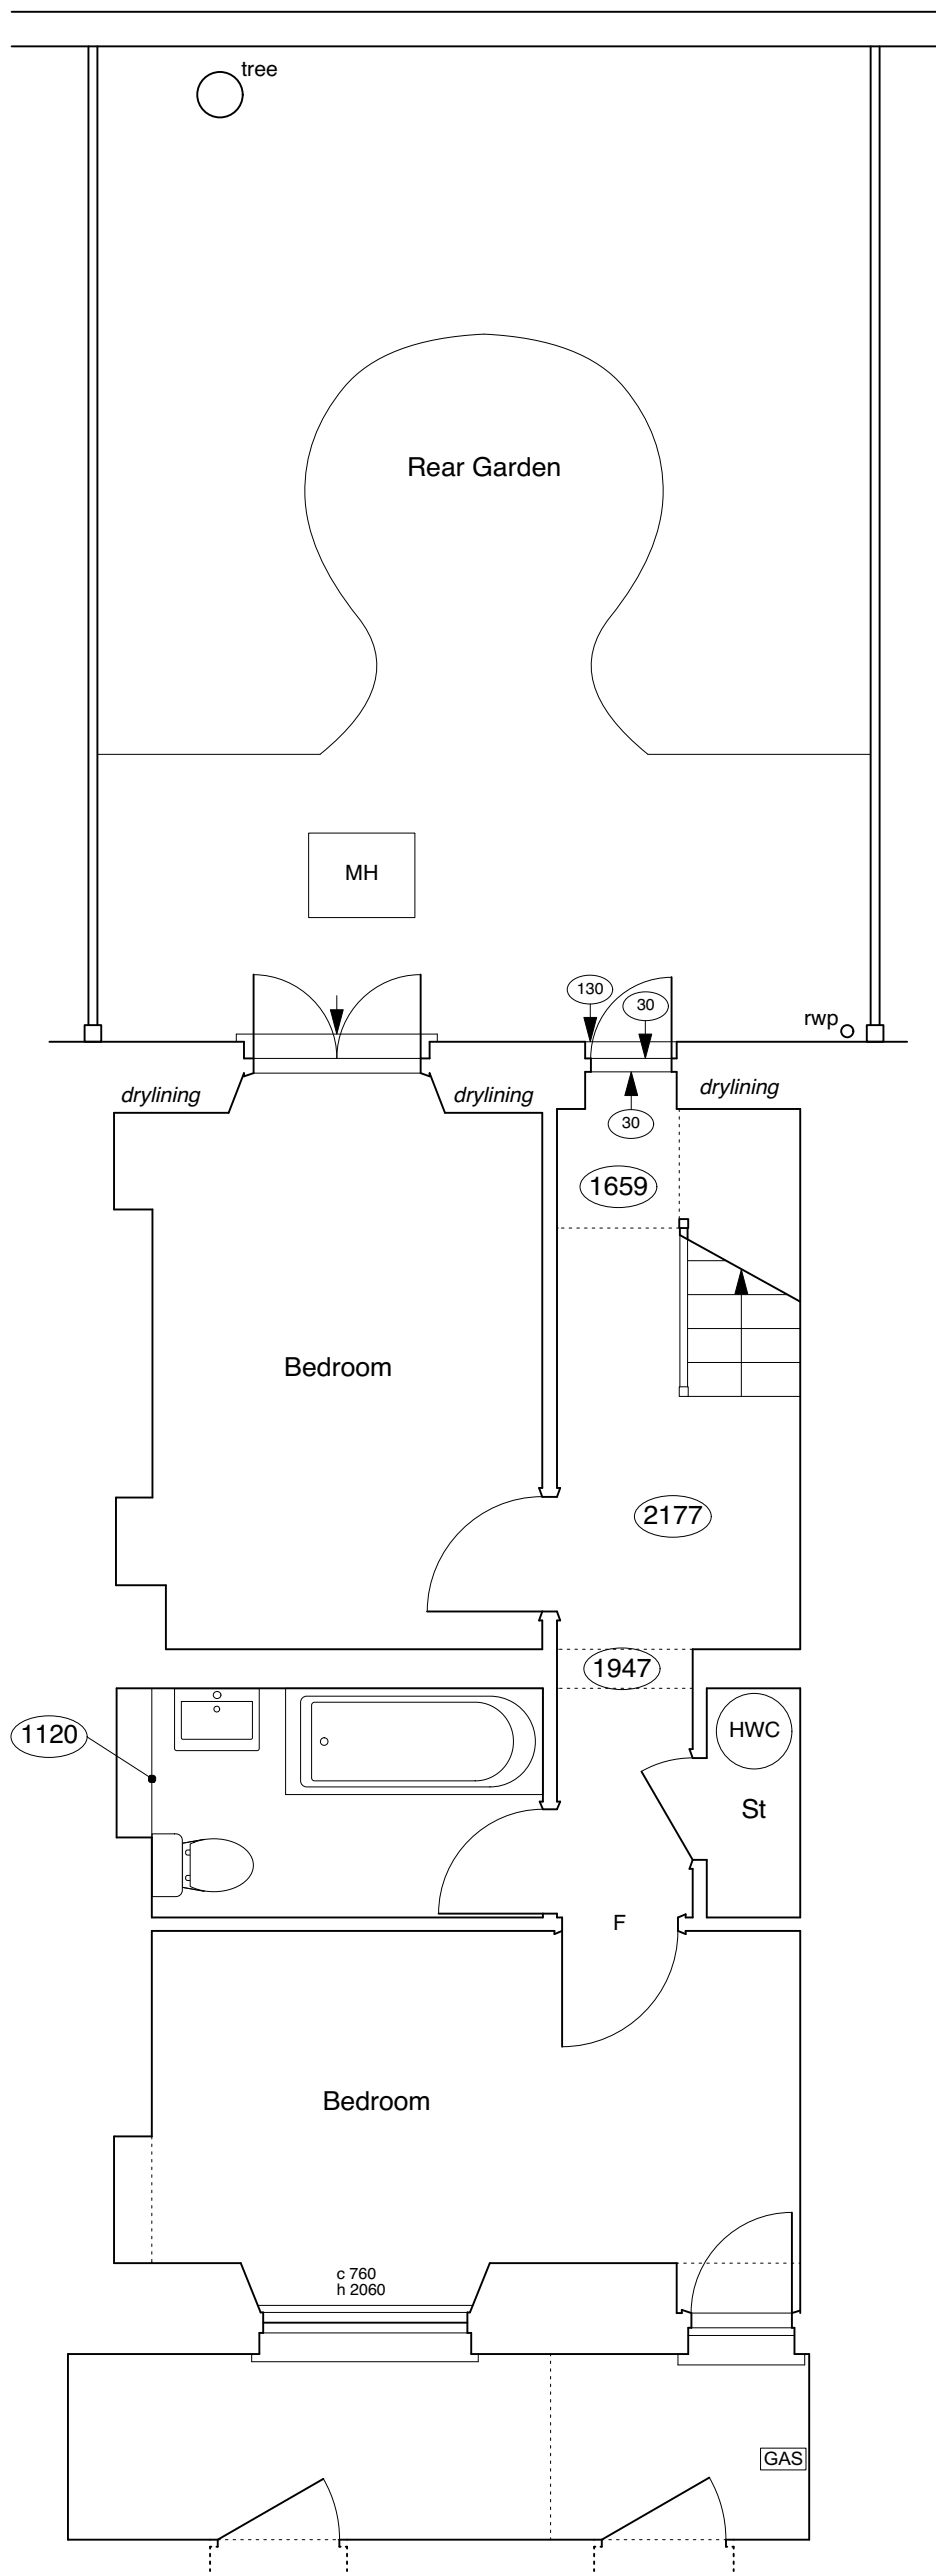 tree
Rear Garden
MH
130
30
rwp
drylining
drylining
drylining
30
1659
Bedroom
2177
1947
1120
HWC
St
F
Bedroom
c 760
h 2060
GAS